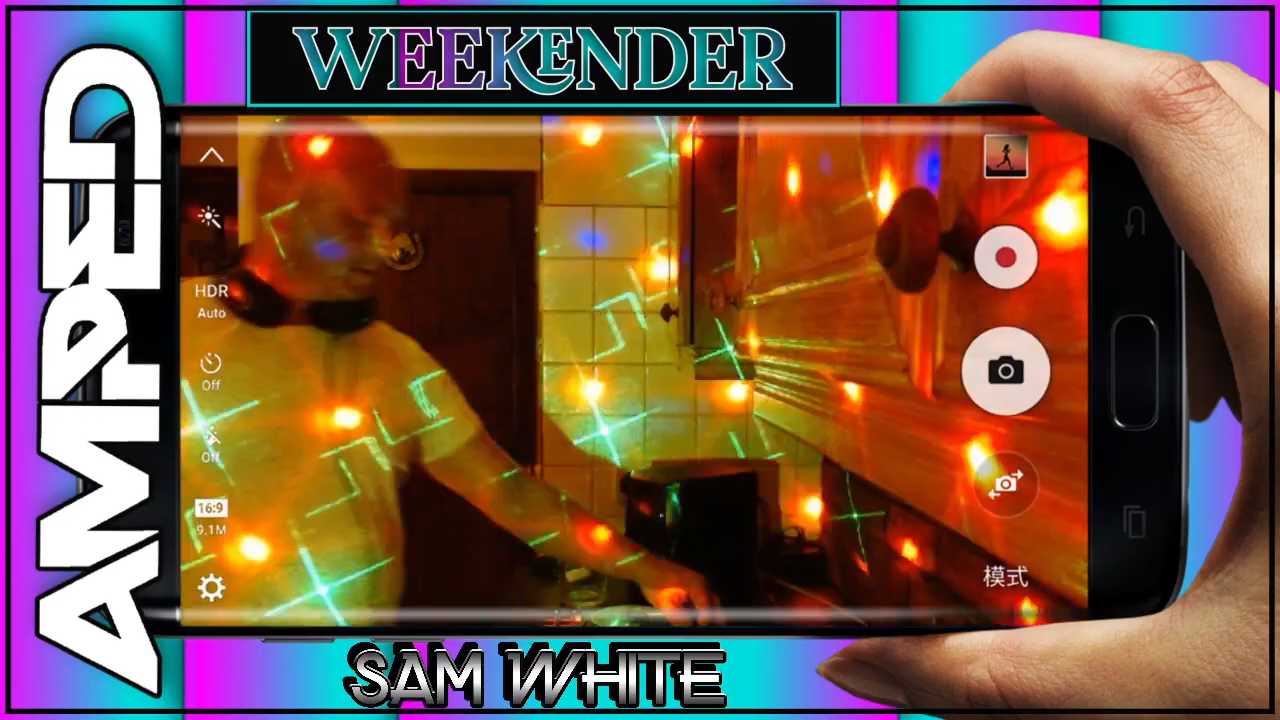 WEEKENDER
AMPED
HDR
Auto
Off
Off
16:9
9.1M
模式
SAM WHITE